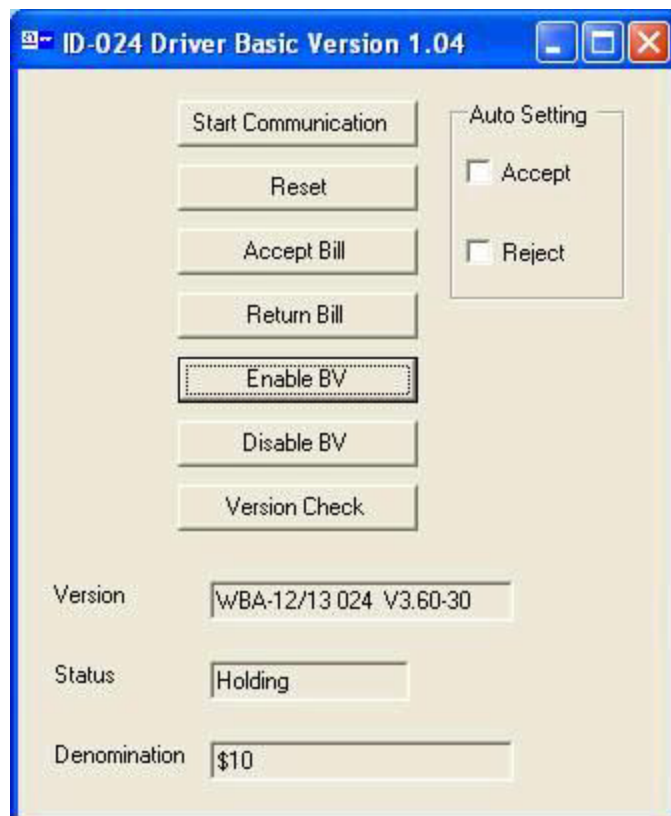 ID-024 Driver Basic Version 1.04
Start Communication
Reset
Accept Bill
Return Bill
Enable BV
Disable BV
Version Check
Auto Setting
Accept
Reject
Version WBA-12/13 024 V3.60-30
Status Holding
Denomination $10